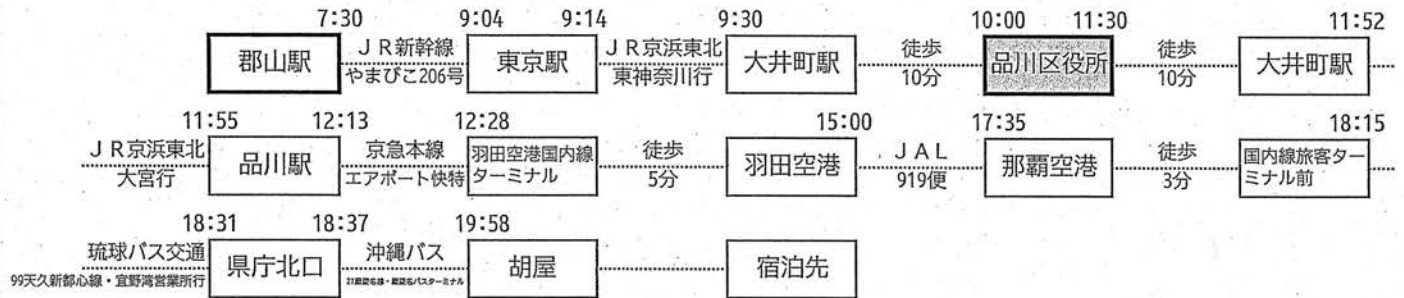 7:30 9:04 9:14 9:30 10:00 11:30 11:52
郡山駅 JR新幹線 東京駅 JR京浜東北 大井町駅 徒歩 品川区役所 徒歩 大井町駅
やまびこ206号 東神奈川行 10分 10分
11:55 12:13 12:28 15:00 17:35 18:15
JR京浜東北 品川駅 京急本線 羽田空港国内線 徒歩 羽田空港 JAL 那覇空港 徒歩 国内線旅客ター
大宮行 エアポート快特 ターミナル 5分 919便 3分 ミナル前
18:31 18:37 19:58
琉球バス交通 県庁北口 沖縄バス 胡屋 宿泊先
99天久新都心線・宜野湾営業所行